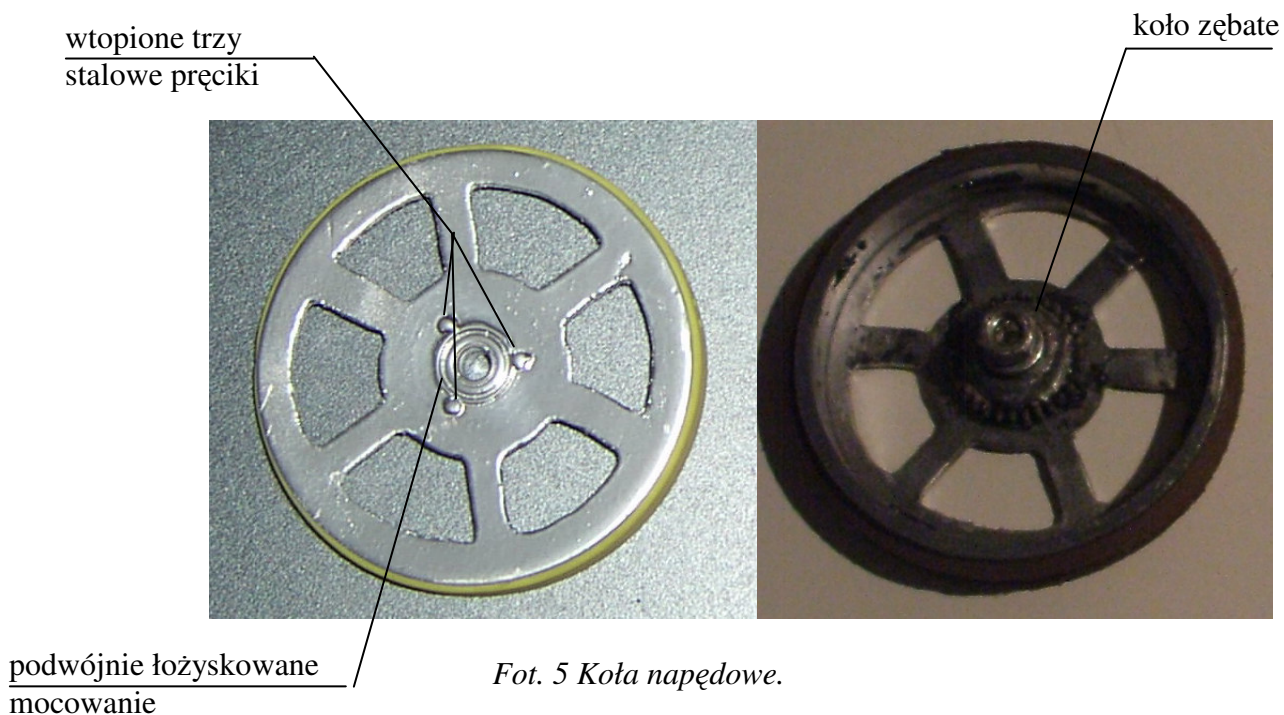 wtopione trzy
stalowe pręciki
koło zębate
podwójnie łożyskowane
mocowanie
Fot. 5 Koła napędowe.